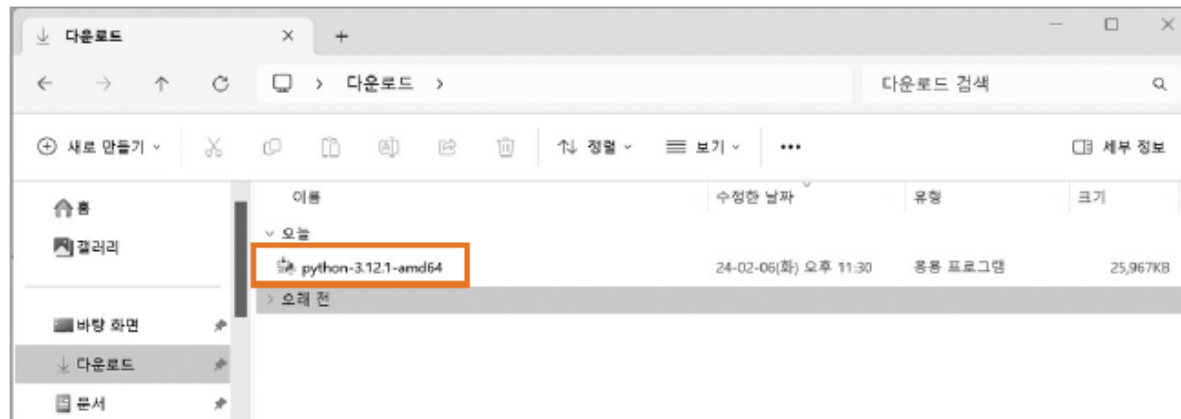 다운로드
다운로드
다운로드 검색
새로 만들기
정렬
보기
세부 정보
이름
수정한 날짜
유형
크기
홈
갤러리
오늘
python-3.12.1-amd64
24-02-06(화) 오후 11:30
응용 프로그램
25,967KB
오래 전
바탕 화면
다운로드
문서